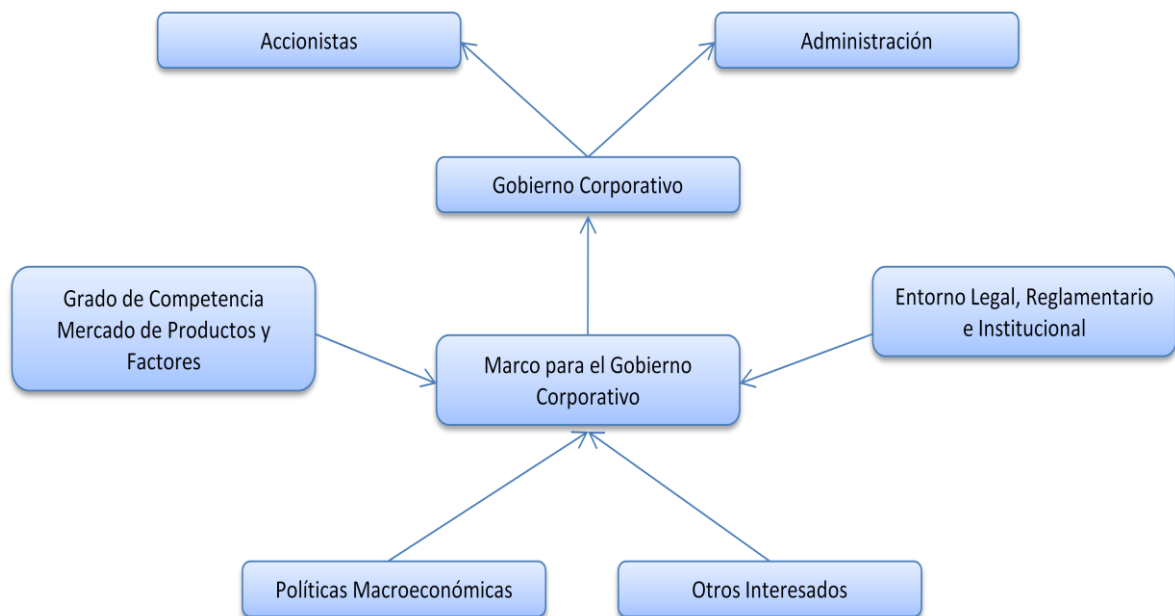 Accionistas
Administración
Gobierno Corporativo
Grado de Competencia
Mercado de Productos y
Factores
Entorno Legal, Reglamentario
e Institucional
Marco para el Gobierno
Corporativo
Políticas Macroeconómicas
Otros Interesados